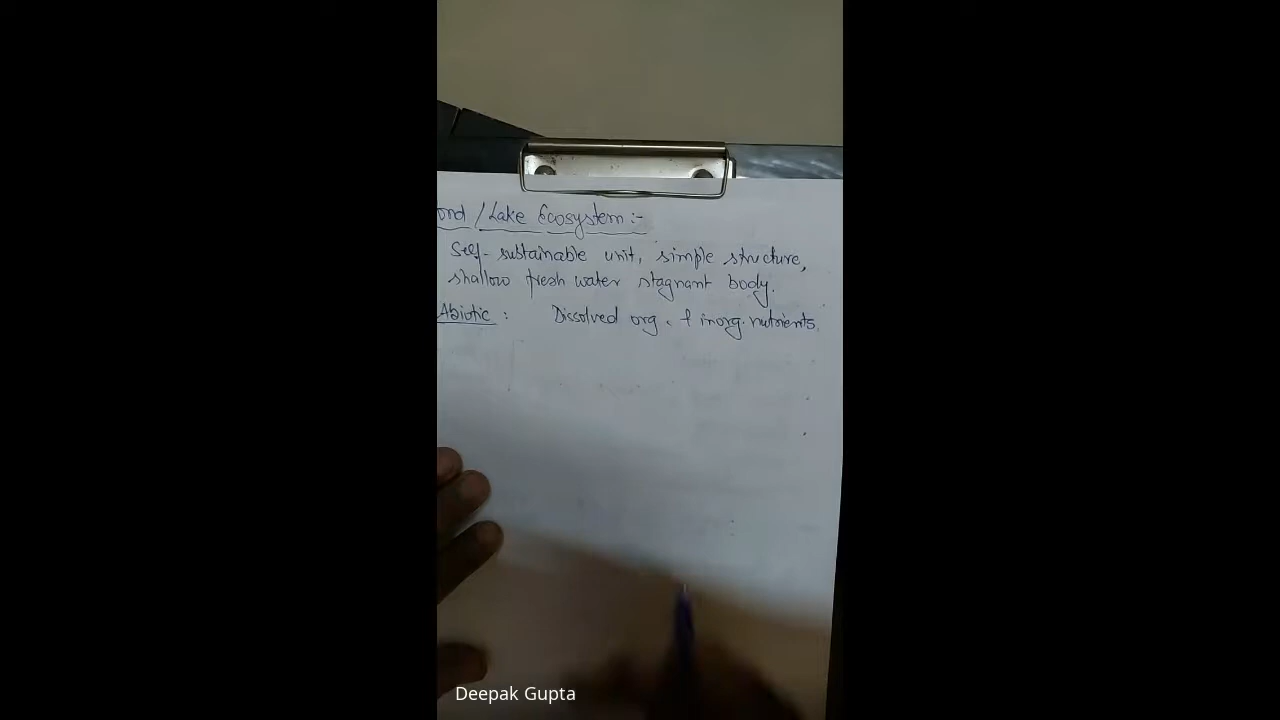 ond / Lake Ecosystem :-
Self-sustainable unit, simple structure,
shallow fresh water stagnant body.
Abiotic : Dissolved org. & inorg. nutrients.
Deepak Gupta